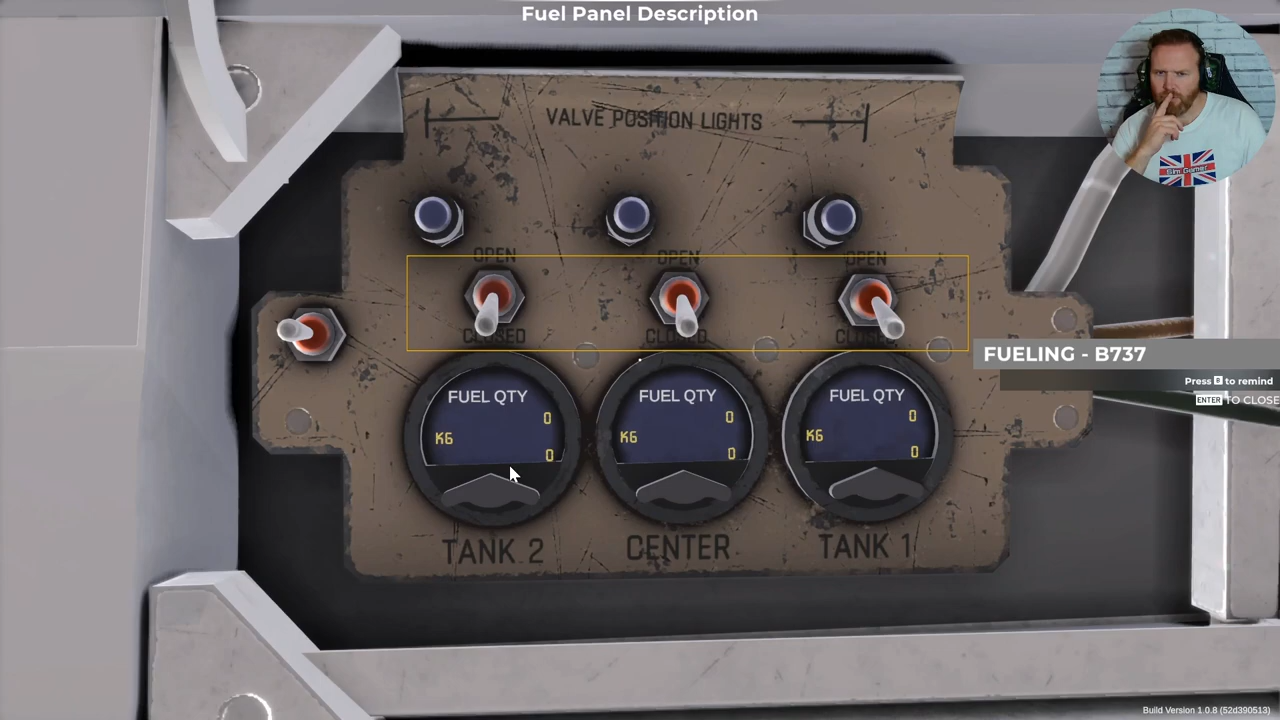 Fuel Panel Description
VALVE POSITION LIGHTS
OPEN
OPEN
OPEN
CLOSED
CLOSED
CLOSED
FUEL QTY
0
KG
0
FUEL QTY
0
KG
0
FUEL QTY
0
KG
0
TANK 2
CENTER
TANK 1
Sim Gamer
FUELING - B737
to remind
ENTER TO CLOSE
Build Version 1.0.8 (52d390513)